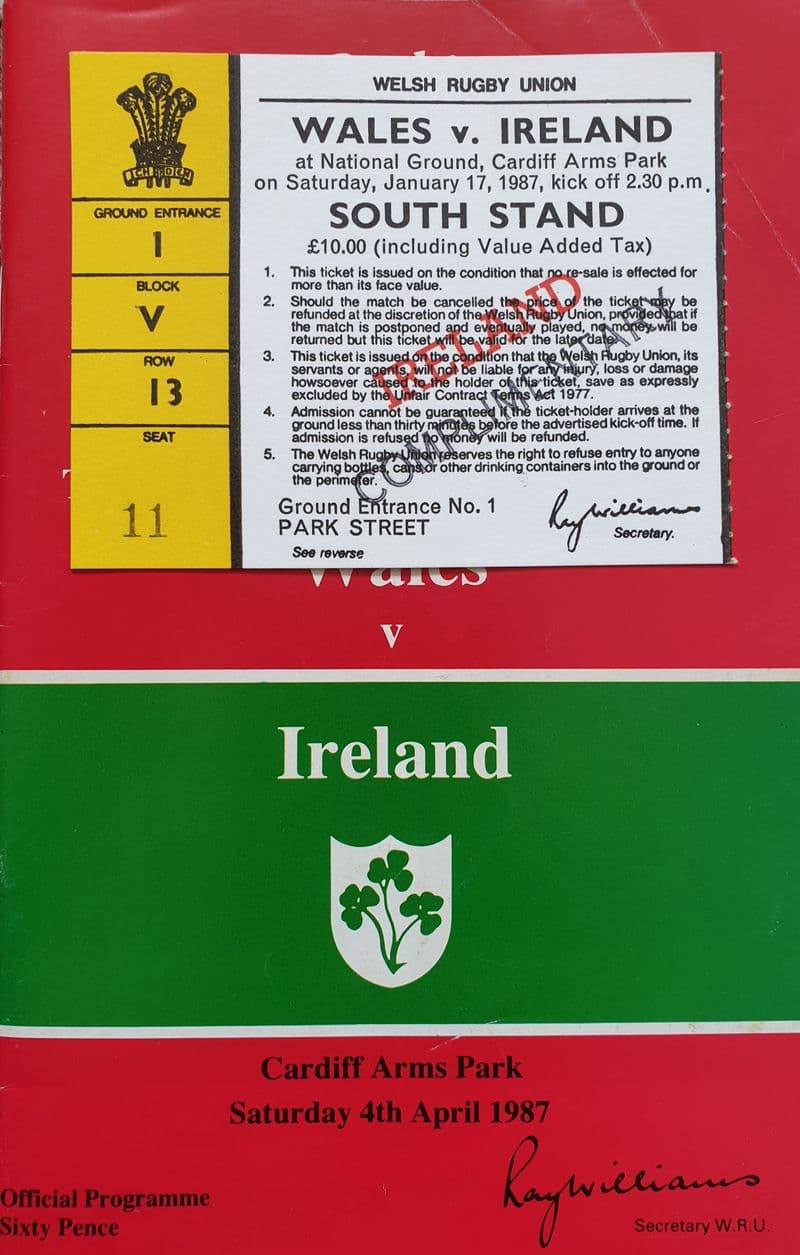 WELSH RUGBY UNION
WALES v. IRELAND
at National Ground, Cardiff Arms Park
on Saturday, January 17, 1987, kick off 2.30 p.m.
SOUTH STAND
£10.00 (including Value Added Tax)
1. This ticket is issued on the condition that no re-sale is effected for
more than its face value.
2. Should the match be cancelled the price of the ticket may be
refunded at the discretion of the Welsh Rugby Union, provided that if
the match is postponed and eventually played, no money will be
returned but this ticket will be valid for the later date.
3. This ticket is issued on the condition that the Welsh Rugby Union, its
servants or agents, will not be liable for any injury, loss or damage
howsoever caused to the holder of this ticket, save as expressly
excluded by the Unfair Contract Terms Act 1977.
4. Admission cannot be guaranteed if the ticket-holder arrives at the
ground less than thirty minutes before the advertised kick-off time. If
admission is refused no money will be refunded.
5. The Welsh Rugby Union reserves the right to refuse entry to anyone
carrying bottles, cans or other drinking containers into the ground or
the perimeter.
IRELAND
COMPLIMENTARY
Ground Entrance No. 1
PARK STREET
See reverse
Ray Williams
Secretary.
ICH DIEN
GROUND ENTRANCE
1
BLOCK
V
ROW
13
SEAT
11
Wales
v
Ireland
Cardiff Arms Park
Saturday 4th April 1987
Ray Williams
Secretary W.R.U.
Official Programme
Sixty Pence